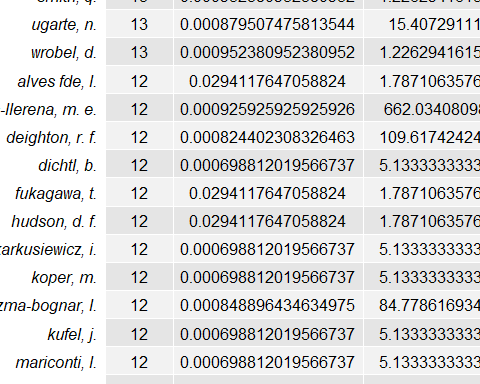 ugarte, n. 13 0.000879507475813544 15.40729111
wrobel, d. 13 0.000952380952380952 1.2262941615
alves fde, l. 12 0.0294117647058824 1.7871063576
-llerena, m. e. 12 0.000925925925925926 662.0340809
deighton, r. f. 12 0.000824402308326463 109.61742424
dichtl, b. 12 0.000698812019566737 5.1333333333
fukagawa, t. 12 0.0294117647058824 1.7871063576
hudson, d. f. 12 0.0294117647058824 1.7871063576
arkusiewicz, i. 12 0.000698812019566737 5.1333333333
koper, m. 12 0.000698812019566737 5.1333333333
zma-bognar, l. 12 0.000848896434634975 84.778616934
kufel, j. 12 0.000698812019566737 5.1333333333
mariconti, l. 12 0.000698812019566737 5.1333333333